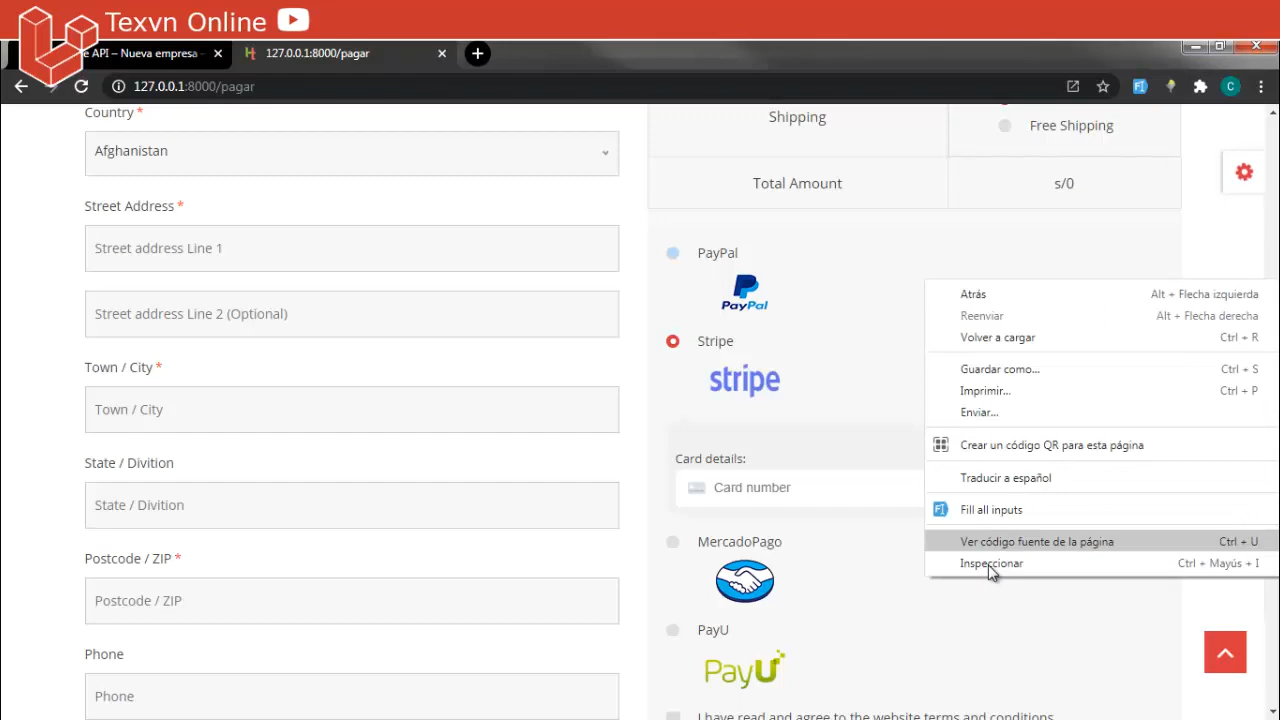 Texvn Online
e API – Nueva empresa -
127.0.0.1:8000/pagar
127.0.0.1:8000/pagar
FI
C
Country *
Afghanistan
Street Address *
Street address Line 1
Street address Line 2 (Optional)
Town / City *
Town / City
State / Divition
State / Divition
Postcode / ZIP *
Postcode / ZIP
Phone
Phone
Shipping
Free Shipping
Total Amount
s/0
PayPal
PayPal
Stripe
stripe
Card details:
Card number
MercadoPago
PayU
PayU
I have read and agree to the website terms and conditions
Atrás Alt + Flecha izquierda
Reenviar Alt + Flecha derecha
Volver a cargar Ctrl + R
Guardar como... Ctrl + S
Imprimir... Ctrl + P
Enviar...
Crear un código QR para esta página
Traducir a español
FI Fill all inputs
Ver código fuente de la página Ctrl + U
Inspeccionar Ctrl + Mayús + I